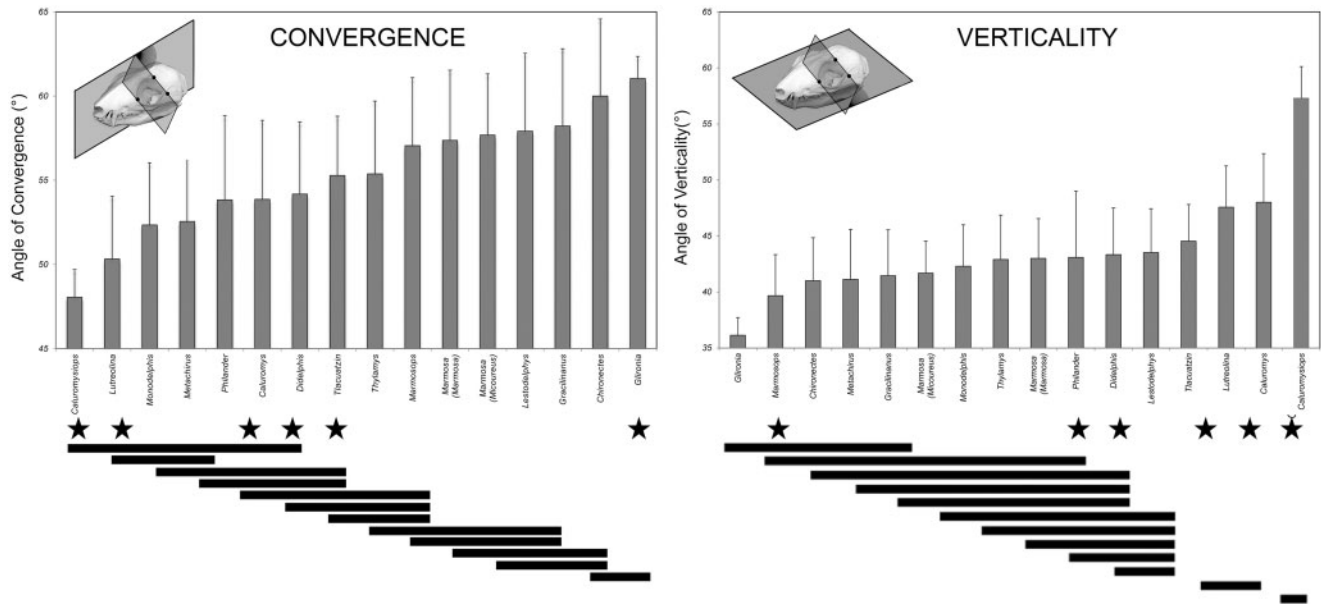 CONVERGENCE
Angle of Convergence (°)
65
60
55
50
45
Caluromysiops
Lutreolina
Monodelphis
Metachirus
Philander
Caluromys
Didelphis
Tlacuatzin
Thylamys
Marmosops
Marmosa
(Marmosa)
Marmosa
(Micoureus)
Lestodelphys
Gracilinanus
Chironectes
Glironia
VERTICALITY
Angle of Verticality(°)
65
60
55
50
45
40
35
Glironia
Marmosops
Chironectes
Metachirus
Gracilinanus
Marmosa
(Micoureus)
Monodelphis
Thylamys
Marmosa
(Marmosa)
Philander
Didelphis
Lestodelphys
Tlacuatzin
Lutreolina
Caluromys
Caluromysiops